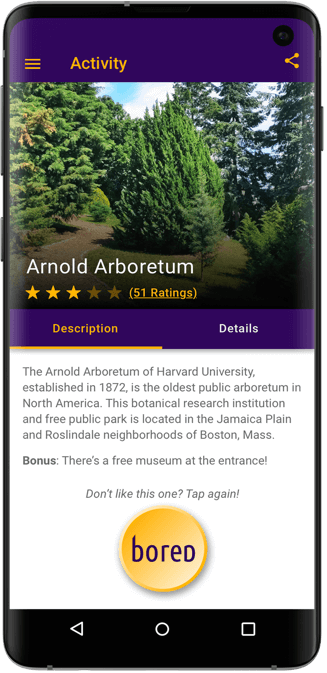 Activity
Arnold Arboretum
(51 Ratings)
Description Details
The Arnold Arboretum of Harvard University,
established in 1872, is the oldest public arboretum in
North America. This botanical research institution
and free public park is located in the Jamaica Plain
and Roslindale neighborhoods of Boston, Mass.
Bonus: There's a free museum at the entrance!
Don't like this one? Tap again!
bored